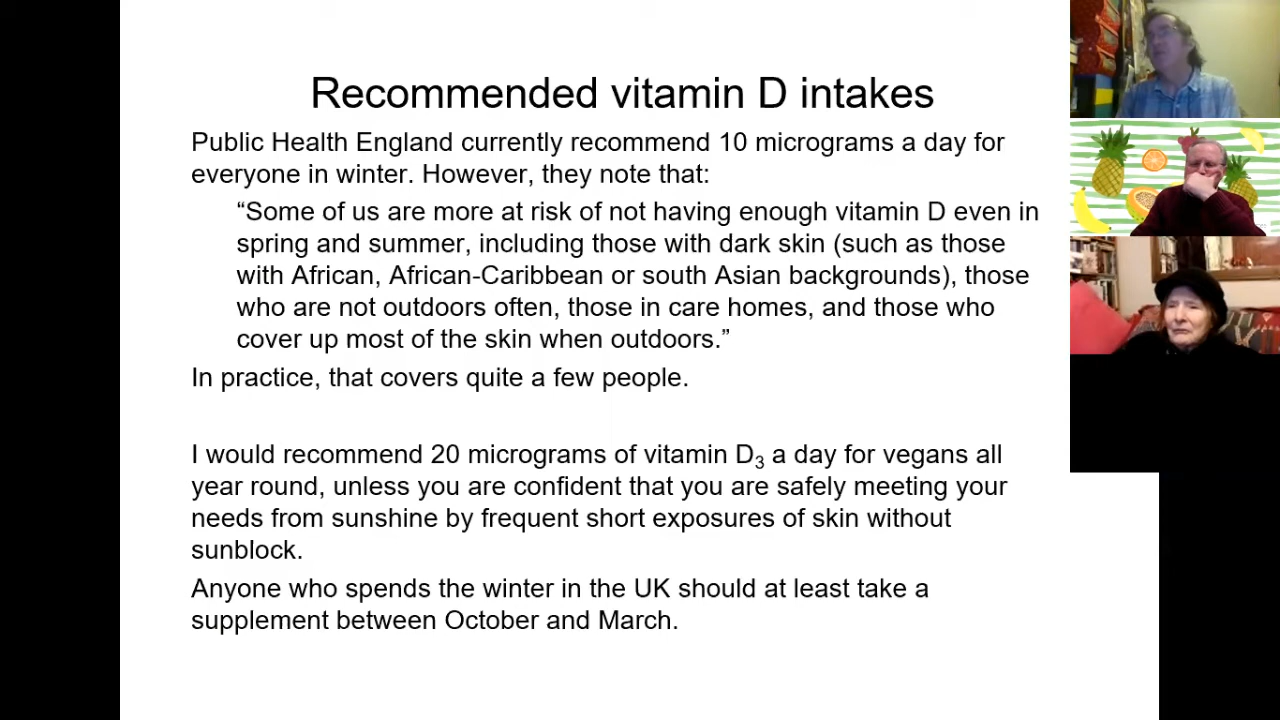 Recommended vitamin D intakes
Public Health England currently recommend 10 micrograms a day for
everyone in winter. However, they note that:
“Some of us are more at risk of not having enough vitamin D even in
spring and summer, including those with dark skin (such as those
with African, African-Caribbean or south Asian backgrounds), those
who are not outdoors often, those in care homes, and those who
cover up most of the skin when outdoors.”
In practice, that covers quite a few people.
I would recommend 20 micrograms of vitamin D₃ a day for vegans all
year round, unless you are confident that you are safely meeting your
needs from sunshine by frequent short exposures of skin without
sunblock.
Anyone who spends the winter in the UK should at least take a
supplement between October and March.